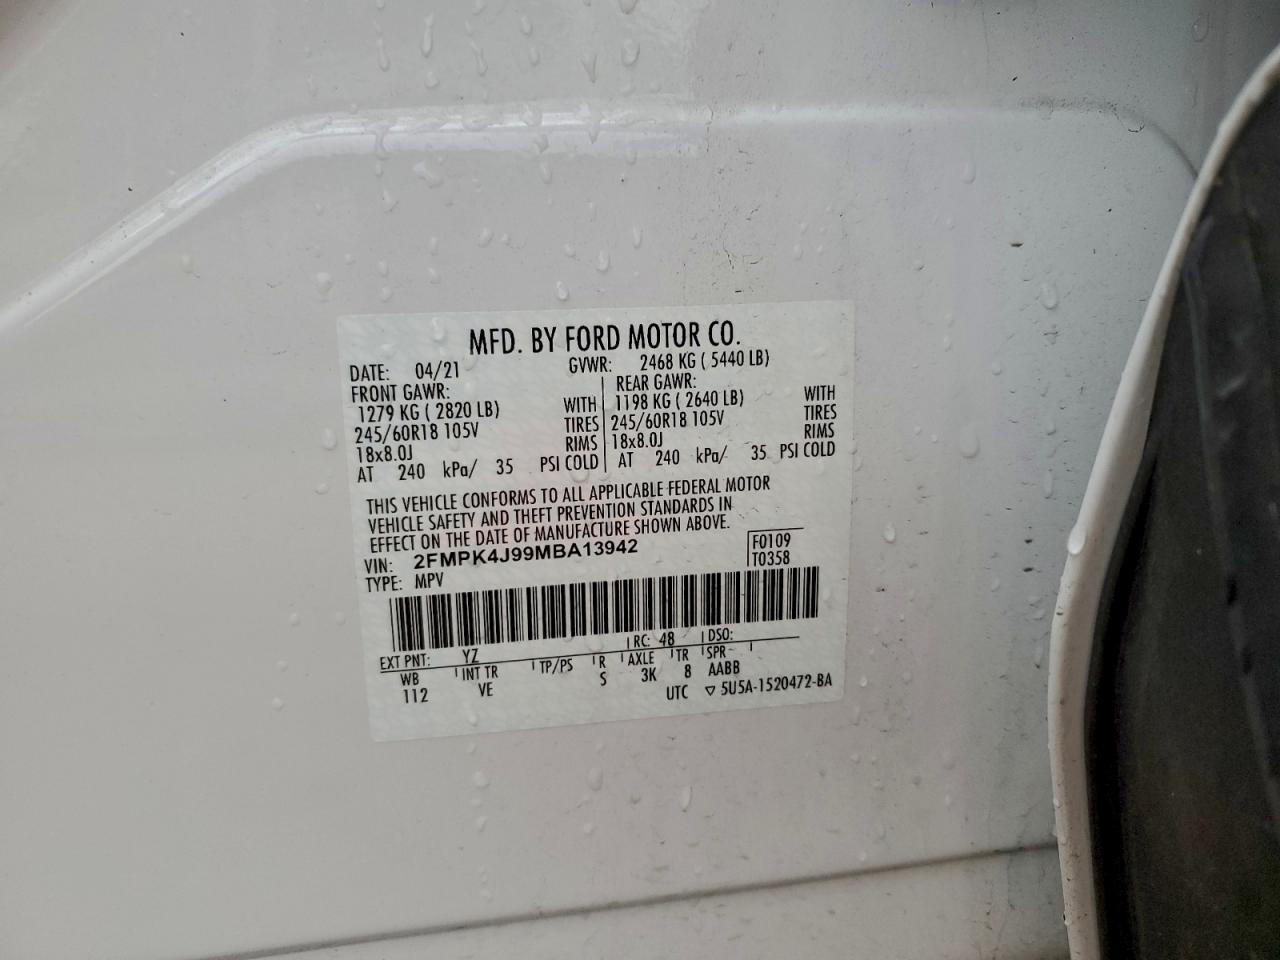 MFD. BY FORD MOTOR CO.
DATE: 04/21 GVWR: 2468 KG ( 5440 LB)
FRONT GAWR: REAR GAWR:
1279 KG ( 2820 LB) WITH 1198 KG ( 2640 LB) WITH
245/60R18 105V TIRES 245/60R18 105V TIRES
18x8.0J RIMS 18x8.0J RIMS
AT 240 kPa/ 35 PSI COLD AT 240 kPa/ 35 PSI COLD
THIS VEHICLE CONFORMS TO ALL APPLICABLE FEDERAL MOTOR
VEHICLE SAFETY AND THEFT PREVENTION STANDARDS IN
EFFECT ON THE DATE OF MANUFACTURE SHOWN ABOVE.
VIN: 2FMPK4J99MBA13942 F0109
TYPE: MPV T0358
EXT PNT: YZ RC: 48 DSO:
WB INT TR TP/PS R AXLE TR SPR
112 VE S 3K 8 AABB
UTC ▽ 5U5A-1520472-BA